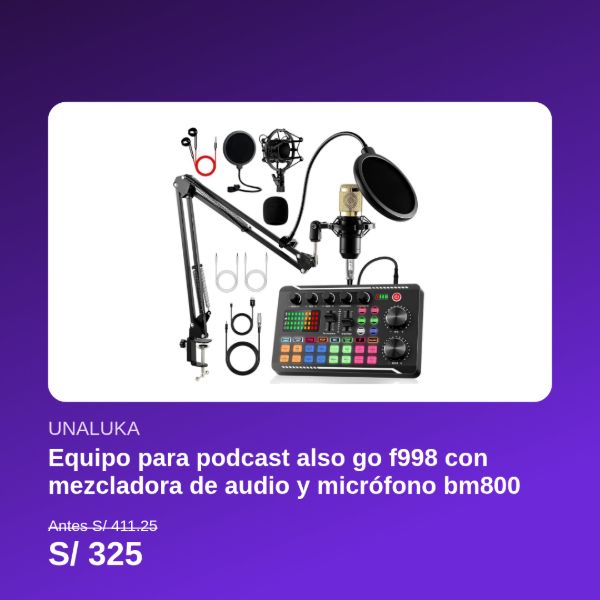 UNALUKA
Equipo para podcast also go f998 con
mezcladora de audio y micrófono bm800
Antes S/ 411.25
S/ 325